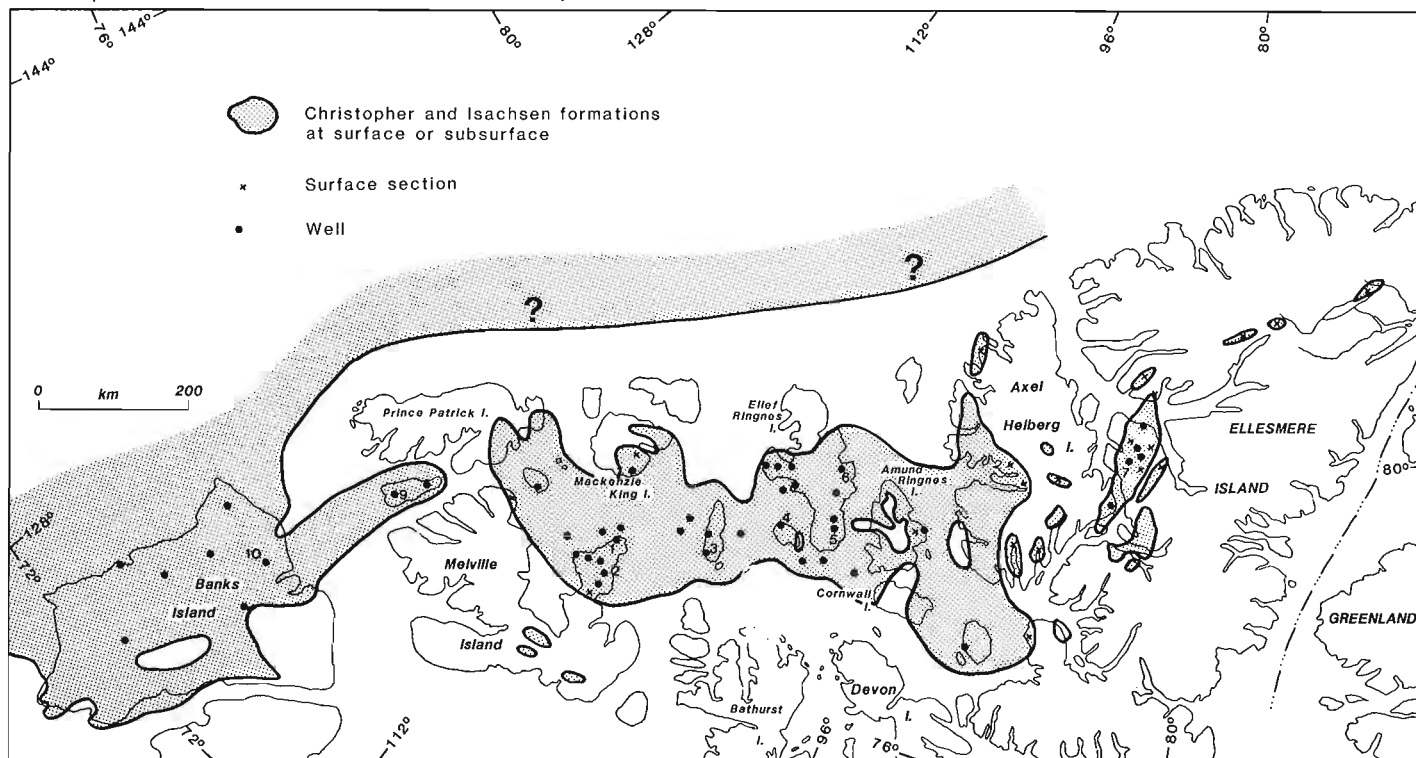 76°
144°
80°
128°
112°
96°
80°
144°
Christopher and Isachsen formations
at surface or subsurface
Surface section
Well
?
?
0 km 200
Prince Patrick I.
Ellef
Ringnes
I.
Axel
Heiberg
I.
ELLESMERE
ISLAND
80°
Mackenzie
King I.
Amund
Ringnes
I.
9
6
4
1
3
5
2
128°
72°
10
Banks
Island
Melville
Island
Cornwall
I.
GREENLAND
Devon
I.
Bathurst
I.
72°
112°
96°
76°
80°